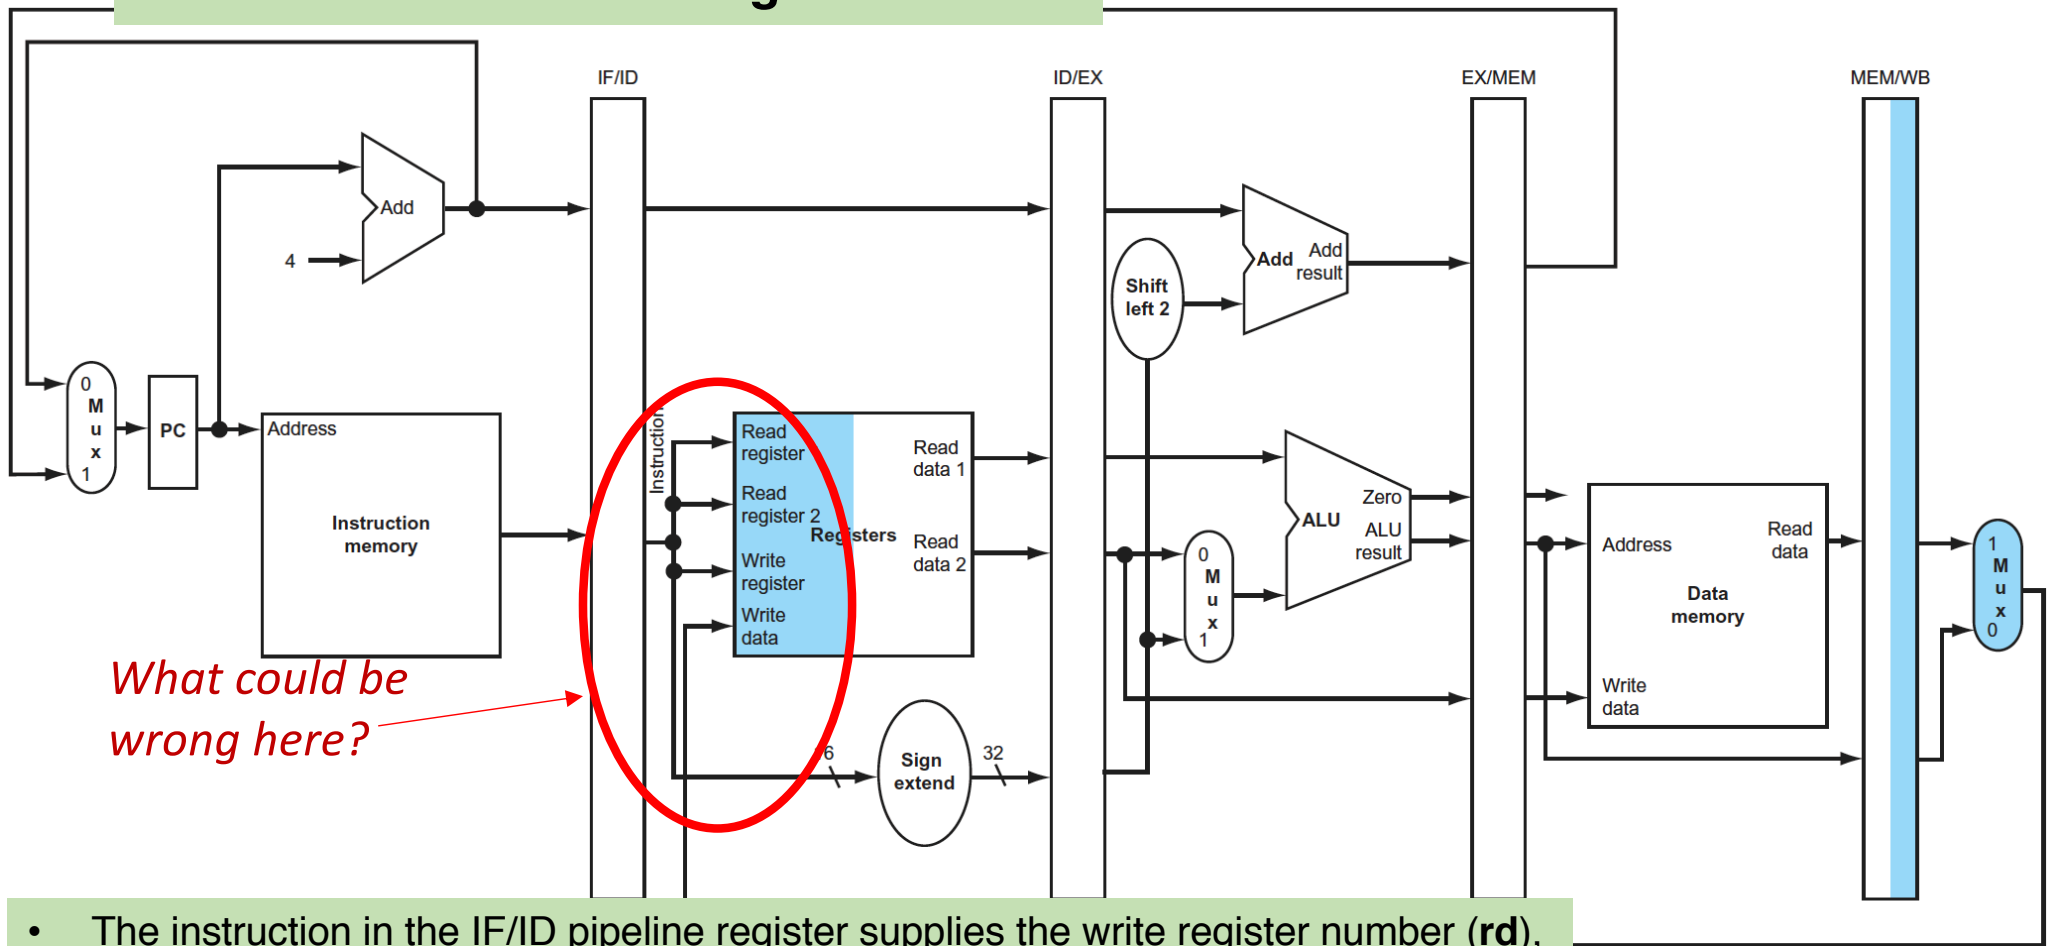 IF/ID
ID/EX
EX/MEM
MEM/WB
Add
4
Add
Add
result
Shift
left 2
0
M
u
x
1
PC
Address
Instruction
memory
Instruction
Read
register
Read
register 2
Registers
Write
register
Write
data
Read
data 1
Read
data 2
Zero
ALU
ALU
result
0
M
u
x
1
Address
Read
data
Data
memory
Write
data
1
M
u
x
0
What could be
wrong here?
6
Sign
extend
32
• The instruction in the IF/ID pipeline register supplies the write register number (rd),